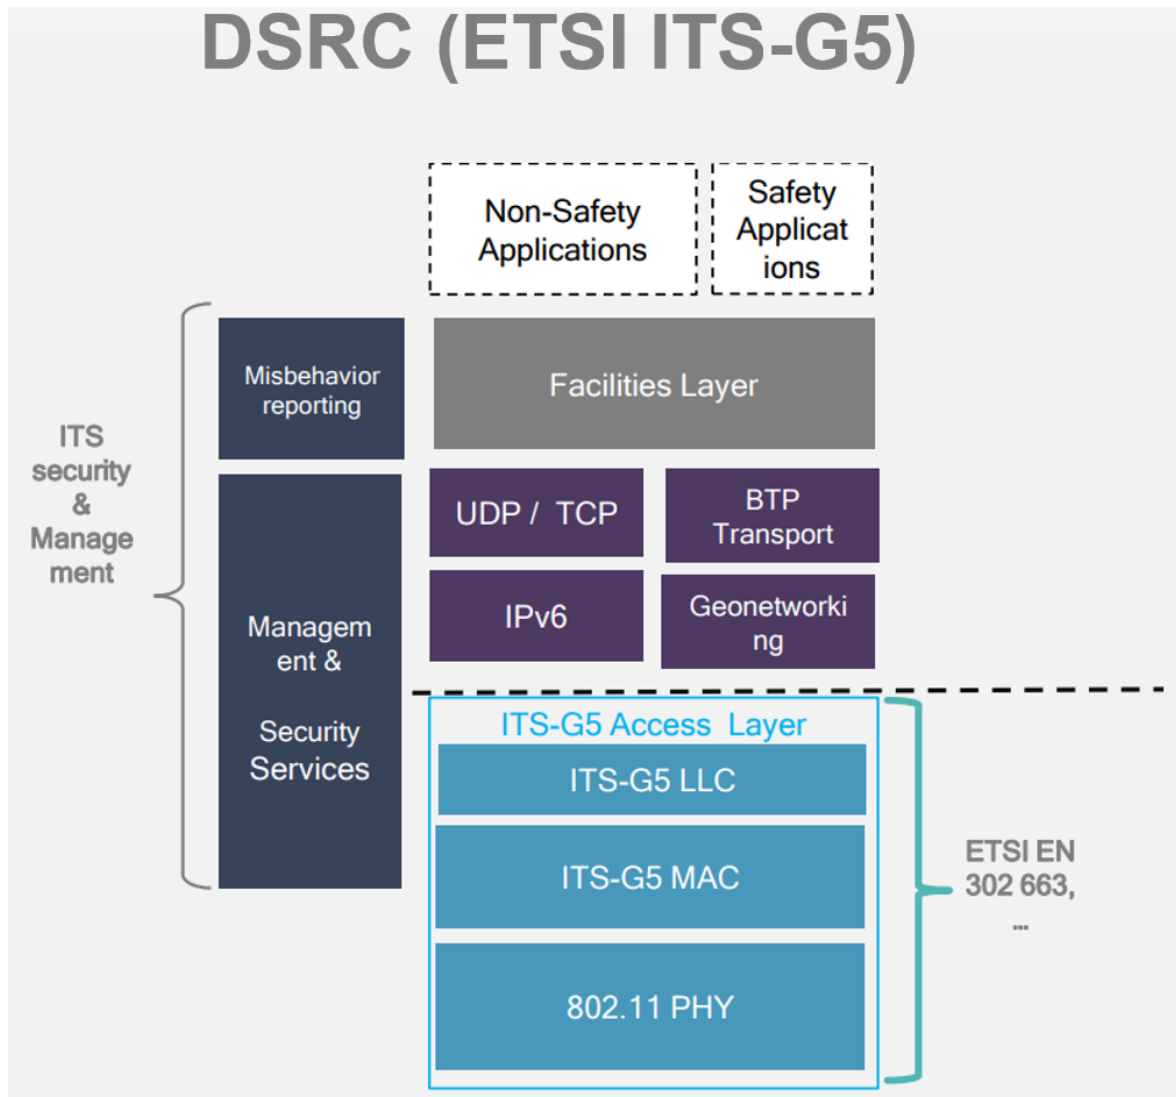 DSRC (ETSI ITS-G5)
Non-Safety
Applications
Safety
Applicat
ions
ITS
security
&
Manage
ment
Misbehavior
reporting
Facilities Layer
UDP / TCP
BTP
Transport
IPv6
Geonetworki
ng
Managem
ent &
Security
Services
ITS-G5 Access Layer
ITS-G5 LLC
ITS-G5 MAC
802.11 PHY
ETSI EN
302 663,
...